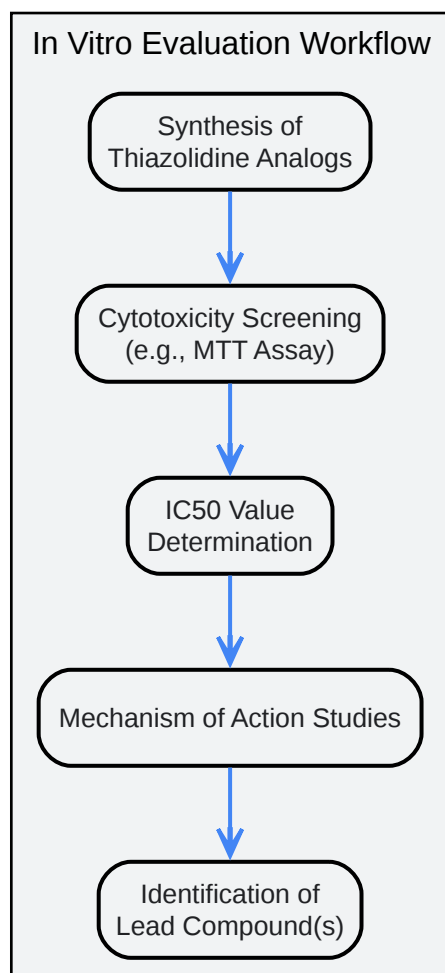 In Vitro Evaluation Workflow
Synthesis of
Thiazolidine Analogs
Cytotoxicity Screening
(e.g., MTT Assay)
IC50 Value
Determination
Mechanism of Action Studies
Identification of
Lead Compound(s)